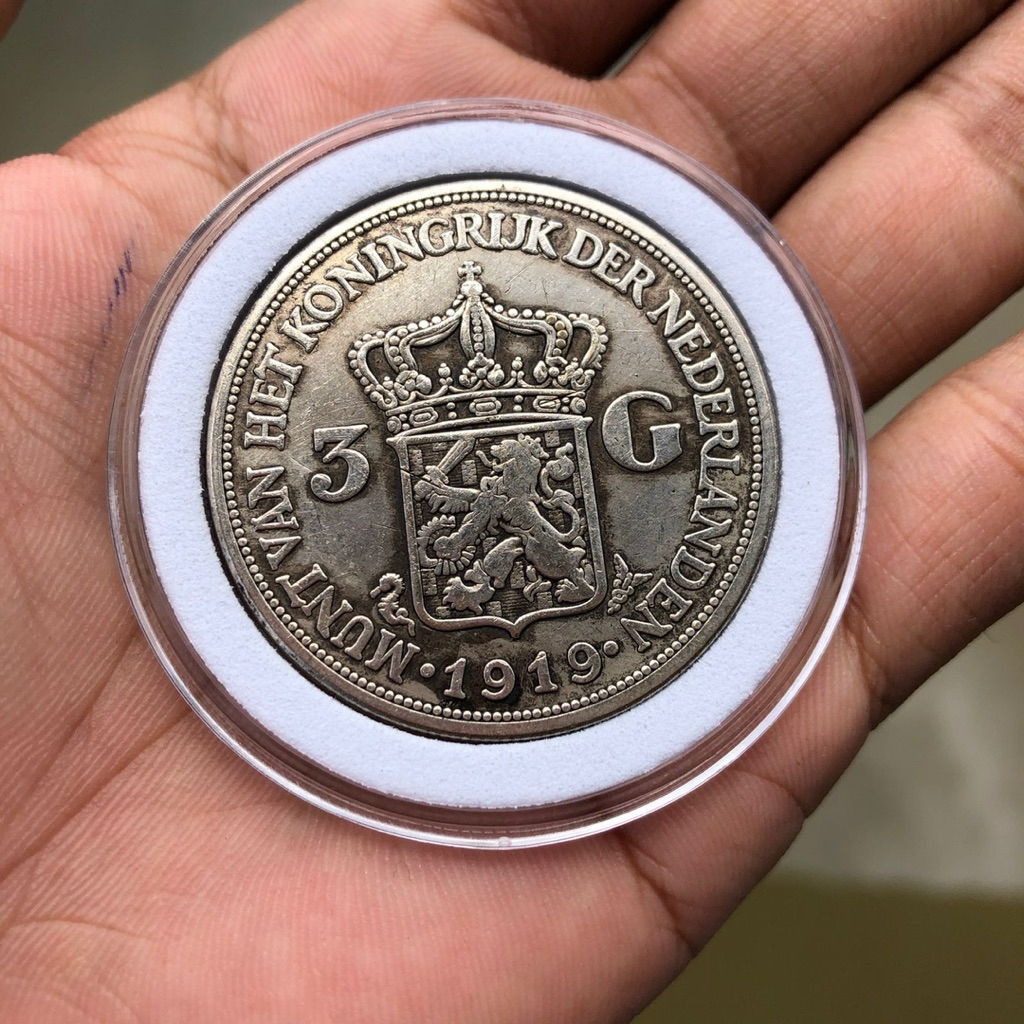 MUNT VAN HET KONINGRIJK DER NEDERLANDEN
3 G
· 1919 ·